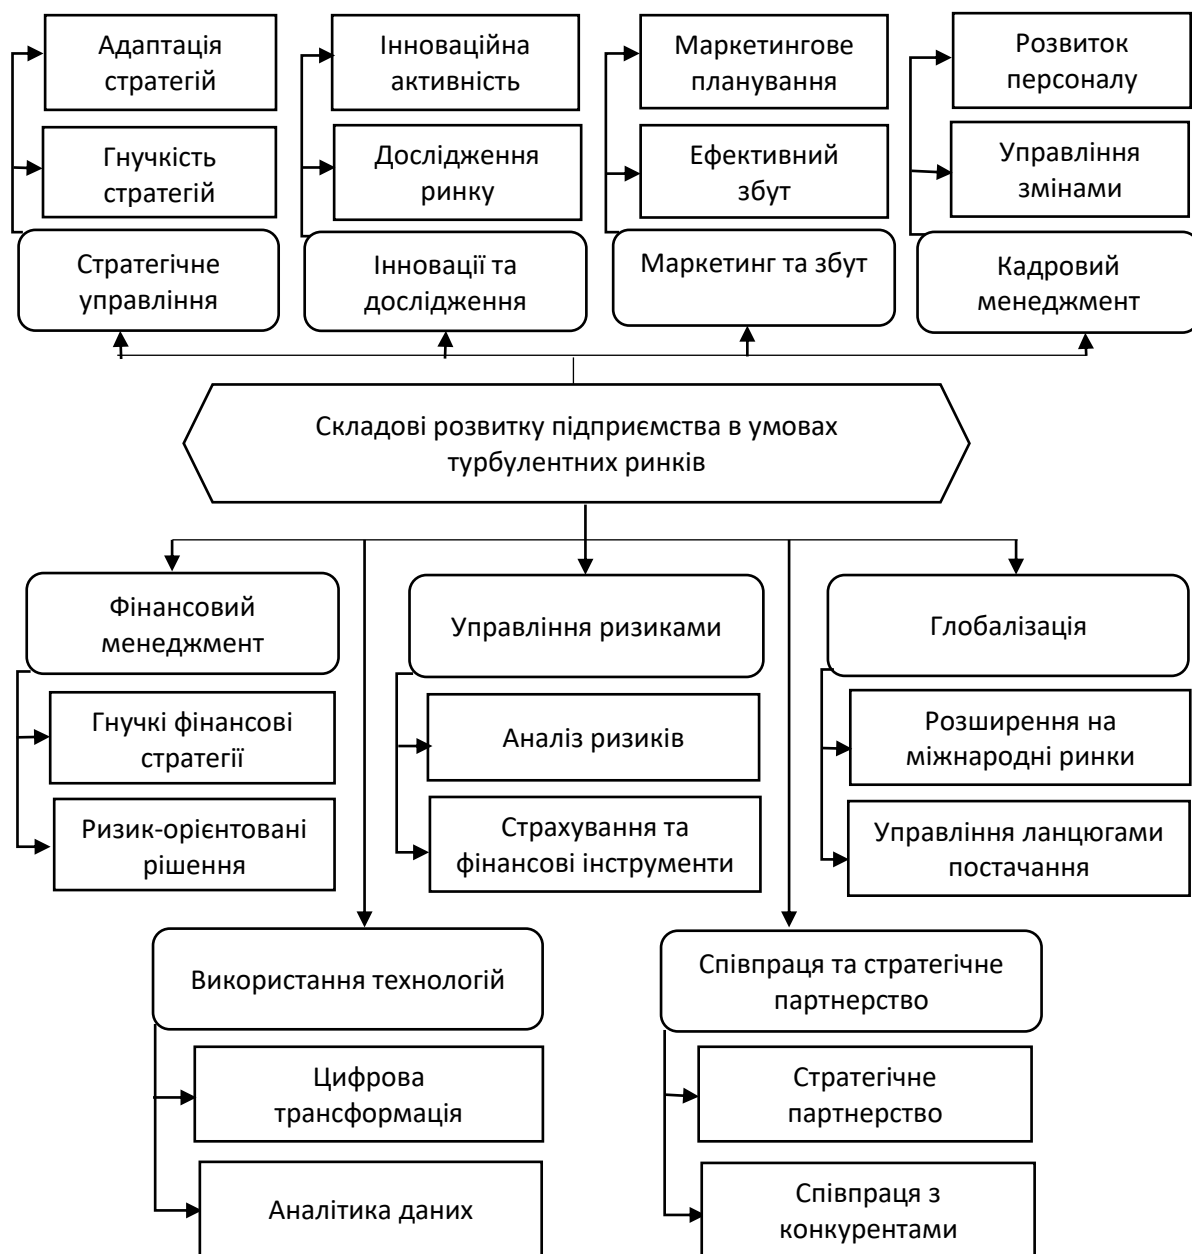 Адаптація
стратегій
Інноваційна
активність
Маркетингове
планування
Розвиток
персоналу
Гнучкість
стратегій
Дослідження
ринку
Ефективний
збут
Управління
змінами
Стратегічне
управління
Інновації та
дослідження
Маркетинг та збут
Кадровий
менеджмент
Складові розвитку підприємства в умовах
турбулентних ринків
Фінансовий
менеджмент
Управління ризиками
Глобалізація
Гнучкі фінансові
стратегії
Аналіз ризиків
Розширення на
міжнародні ринки
Ризик-орієнтовані
рішення
Страхування та
фінансові інструменти
Управління ланцюгами
постачання
Використання технологій
Співпраця та стратегічне
партнерство
Цифрова
трансформація
Стратегічне
партнерство
Аналітика даних
Співпраця з
конкурентами